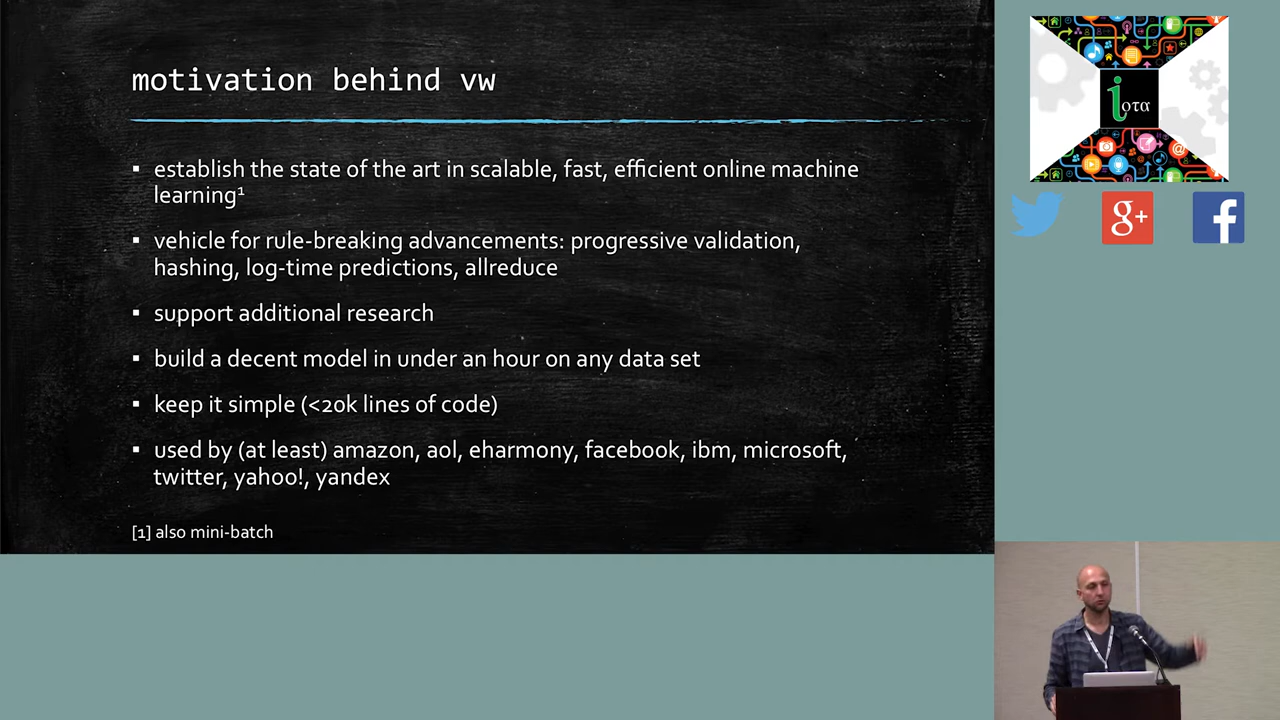 motivation behind vw
▪ establish the state of the art in scalable, fast, efficient online machine
learning¹
▪ vehicle for rule-breaking advancements: progressive validation,
hashing, log-time predictions, allreduce
▪ support additional research
▪ build a decent model in under an hour on any data set
▪ keep it simple (<20k lines of code)
▪ used by (at least) amazon, aol, eharmony, facebook, ibm, microsoft,
twitter, yahoo!, yandex
[1] also mini-batch
iοτα
g+
f